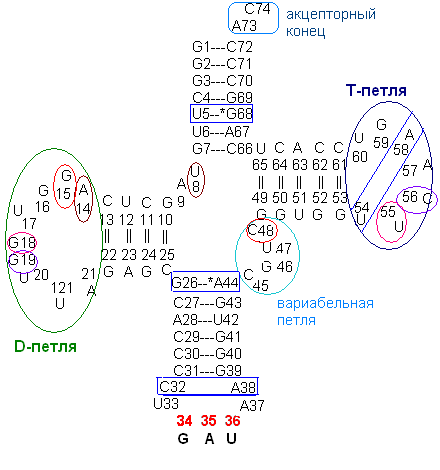 C74
A73
акцепторный
конец
G1---C72
G2---C71
G3---C70
C4---G69
U5--*G68
U6---A67
G7---C66
T-петля
U C A C C
65 64 63 62 61
|| || || || ||
49 50 51 52 53
G G U G G
U
60
G
59
A
58
57
A
56 C
55
U
54
U
U
8
A
9
G
15
A
14
G
16
U
17
G18
G19
U
20
121
U
21
A
C U C G
13 12 11 10
|| || || ||
22 23 24 25
G A G C
D-петля
C48
U 47
G 46
C
45
вариабельная
петля
G26--*A44
C27---G43
A28---U42
C29---G41
C30---G40
C31---G39
C32 A38
U33 A37
34 35 36
G A U